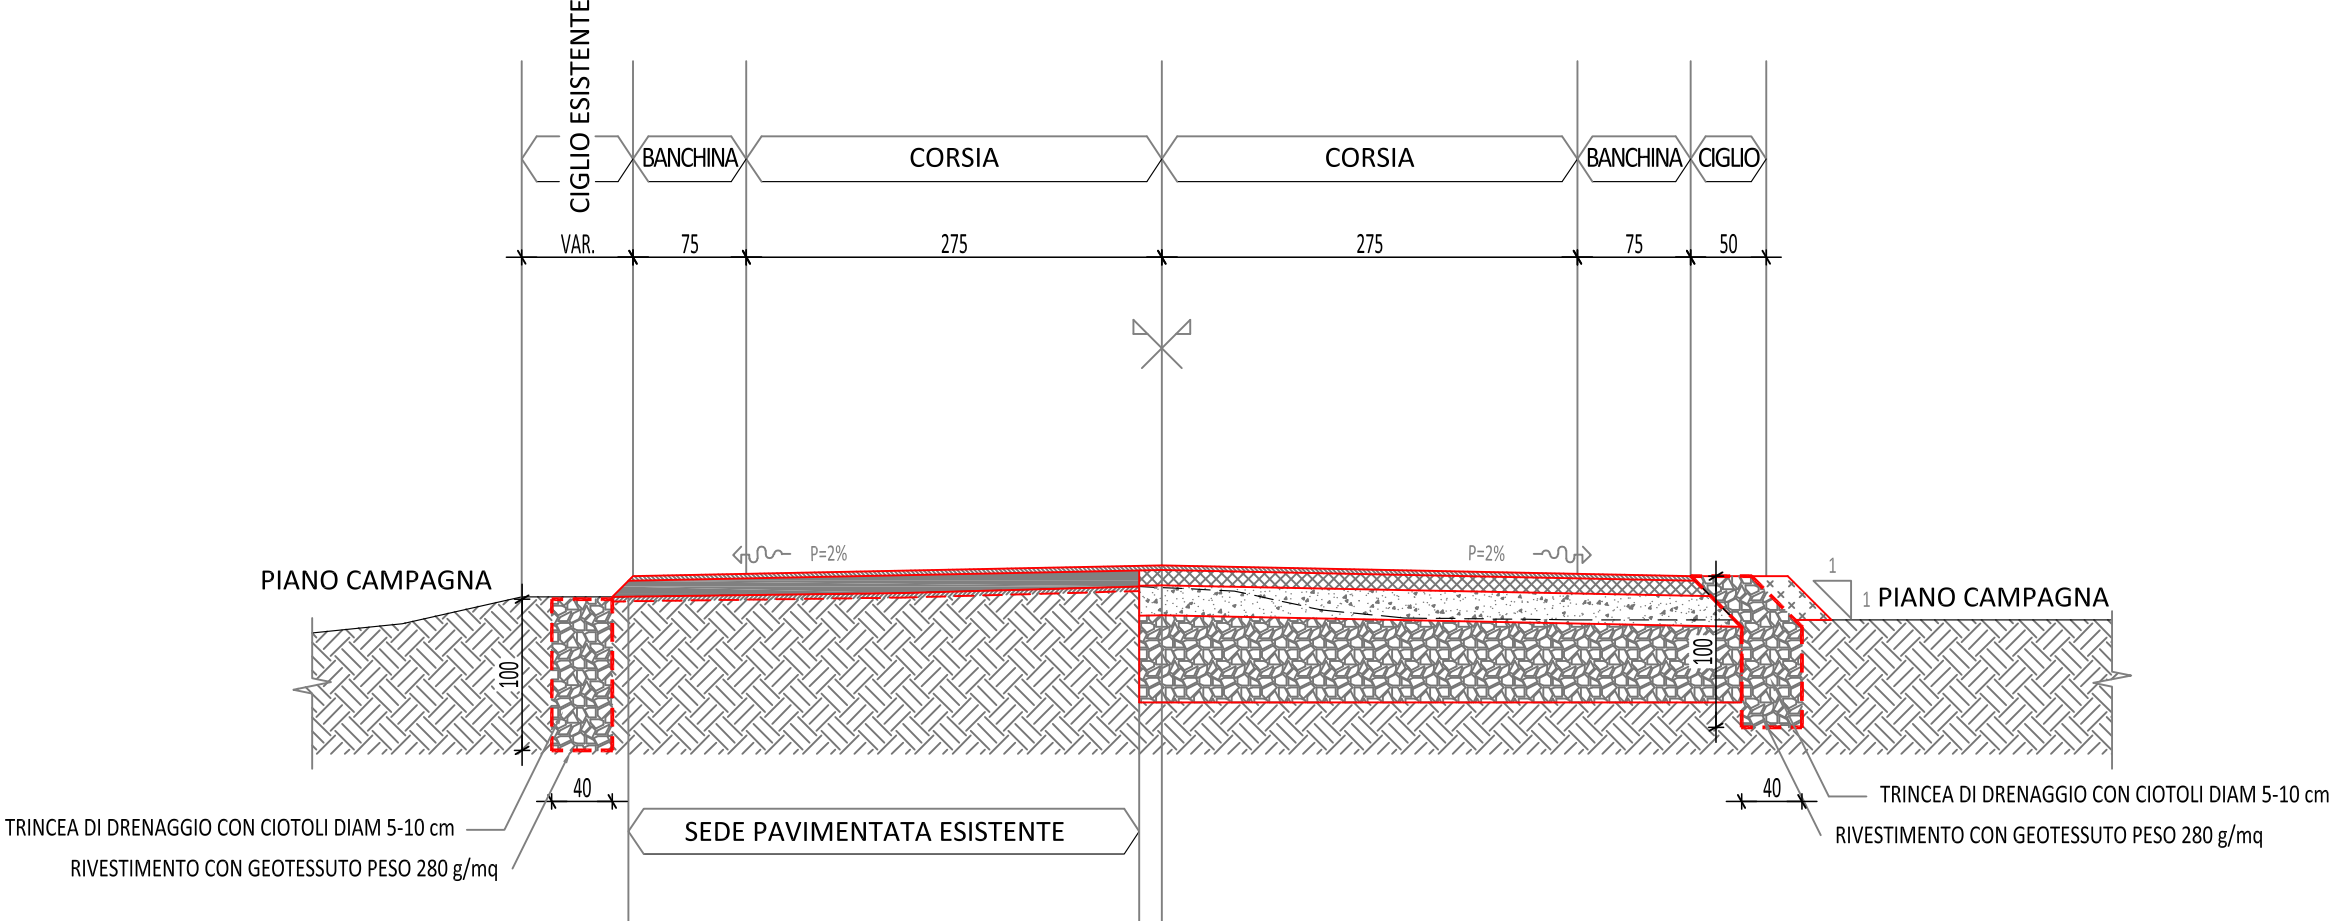 CIGLIO ESISTENTE
BANCHINA
CORSIA
CORSIA
BANCHINA
CIGLIO
VAR.
75
275
275
75
50
P=2%
P=2%
PIANO CAMPAGNA
1
1
PIANO CAMPAGNA
100
100
40
40
TRINCEA DI DRENAGGIO CON CIOTOLI DIAM 5-10 cm
RIVESTIMENTO CON GEOTESSUTO PESO 280 g/mq
SEDE PAVIMENTATA ESISTENTE
TRINCEA DI DRENAGGIO CON CIOTOLI DIAM 5-10 cm
RIVESTIMENTO CON GEOTESSUTO PESO 280 g/mq